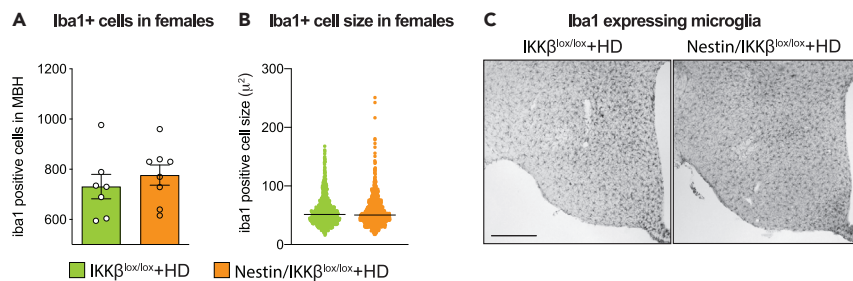 A Iba1+ cells in females
iba1 positive cells in MBH
1200
1000
800
600
B Iba1+ cell size in females
iba1 positive cell size (µ²)
300
200
100
0
C Iba1 expressing microglia
IKKβlox/lox+HD Nestin/IKKβlox/lox+HD
IKKβlox/lox+HD Nestin/IKKβlox/lox+HD